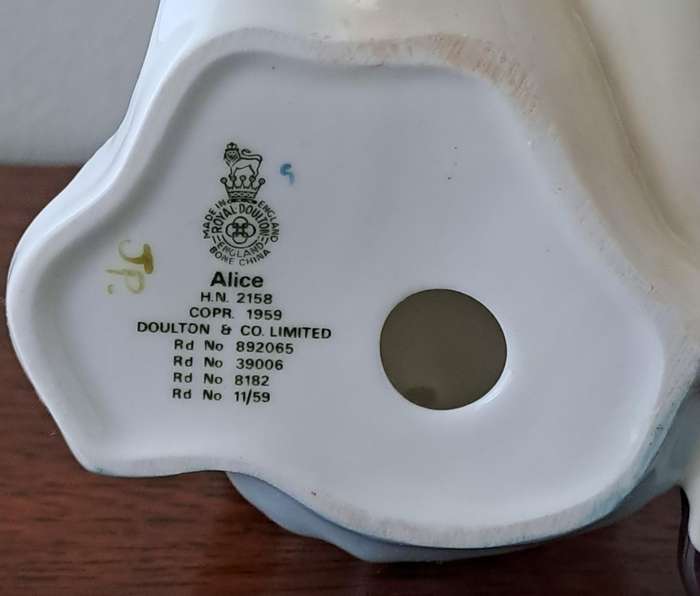 MADE IN ENGLAND
ROYAL DOULTON
ENGLAND
BONE CHINA
Alice
H.N. 2158
COPR. 1959
DOULTON & CO. LIMITED
Rd No 892065
Rd No 39006
Rd No 8182
Rd No 11/59
JP.